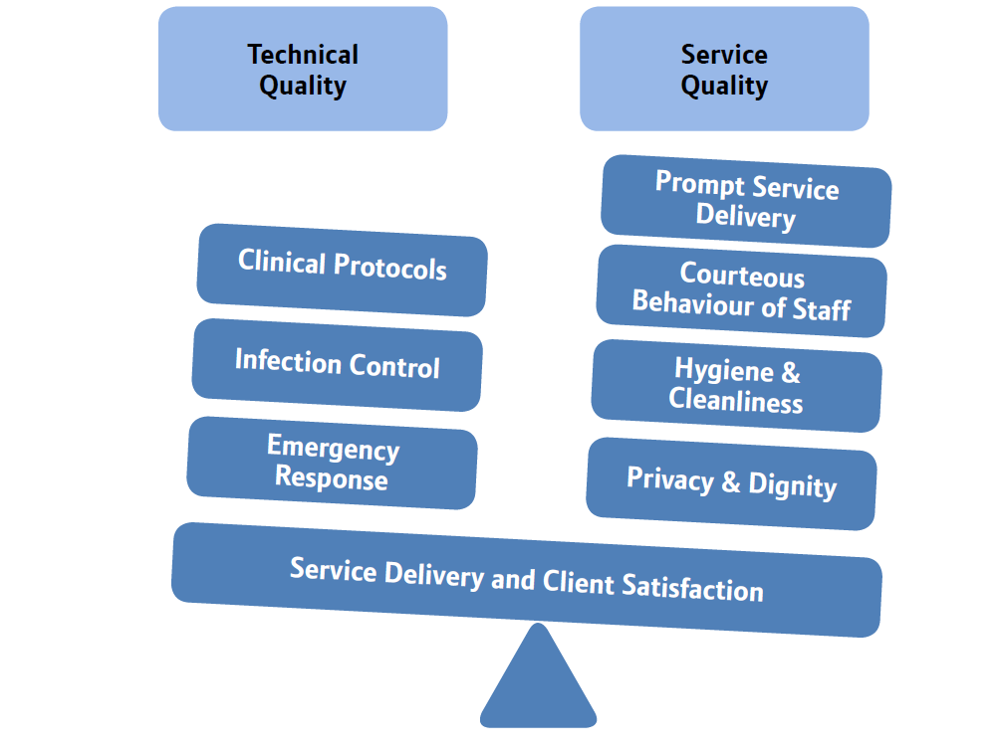 Technical
Quality
Service
Quality
Clinical Protocols
Infection Control
Emergency
Response
Prompt Service
Delivery
Courteous
Behaviour of Staff
Hygiene &
Cleanliness
Privacy & Dignity
Service Delivery and Client Satisfaction